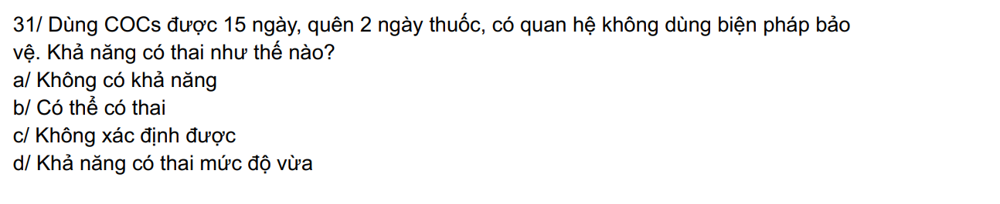 31/ Dùng COCs được 15 ngày, quên 2 ngày thuốc, có quan hệ không dùng biện pháp bảo
vệ. Khả năng có thai như thế nào?
a/ Không có khả năng
b/ Có thể có thai
c/ Không xác định được
d/ Khả năng có thai mức độ vừa